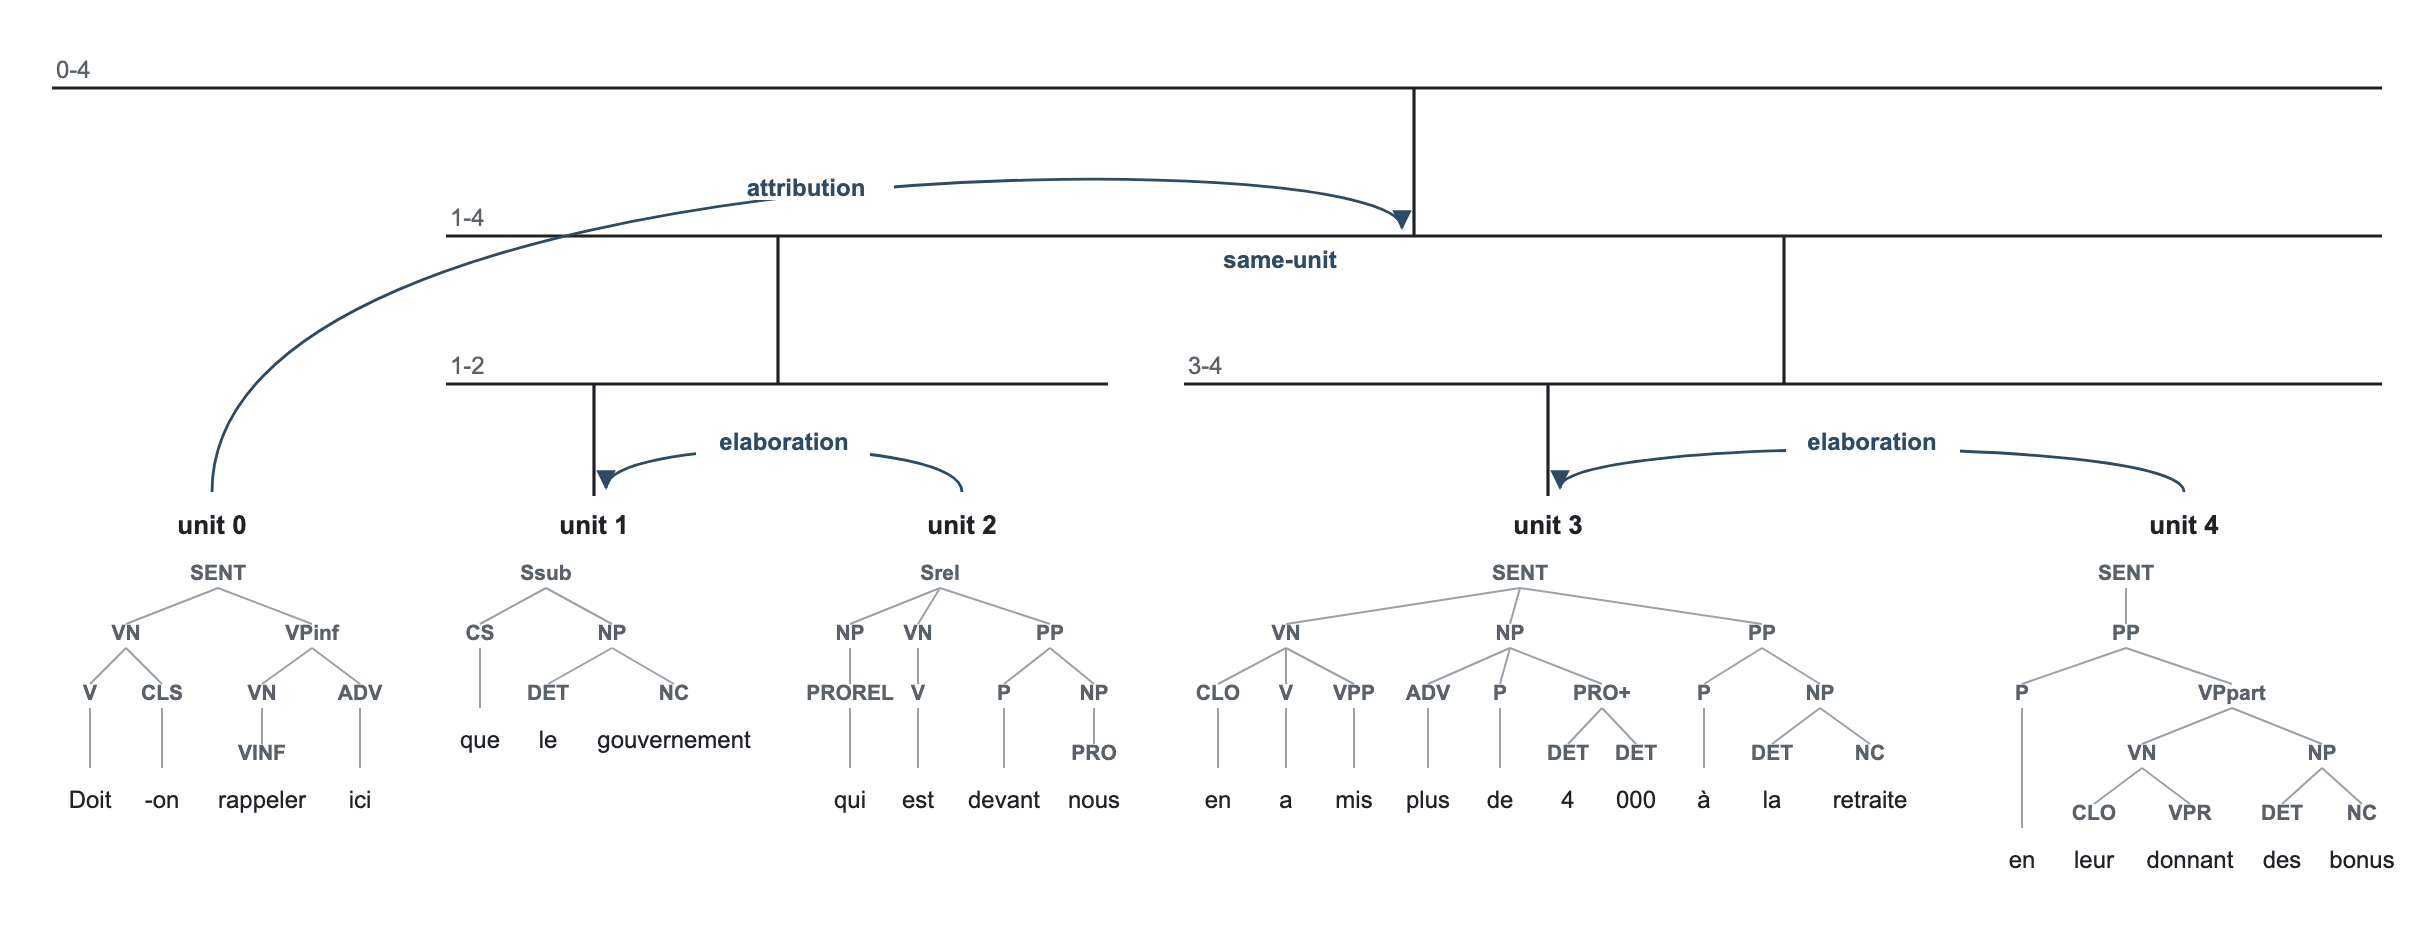 0-4
attribution
1-4
same-unit
1-2 3-4
elaboration elaboration
unit 0 unit 1 unit 2 unit 3 unit 4
SENT Ssub Srel SENT SENT
VN VPinf CS NP NP VN PP VN NP PP PP
V CLS VN ADV DET NC PROREL V P NP CLO V VPP ADV P PRO+ P NP P VPpart
que le gouvernement
VINF PRO DET DET DET NC VN NP
Doit -on rappeler ici qui est devant nous en a mis plus de 4 000 à la retraite
CLO VPR DET NC
en leur donnant des bonus